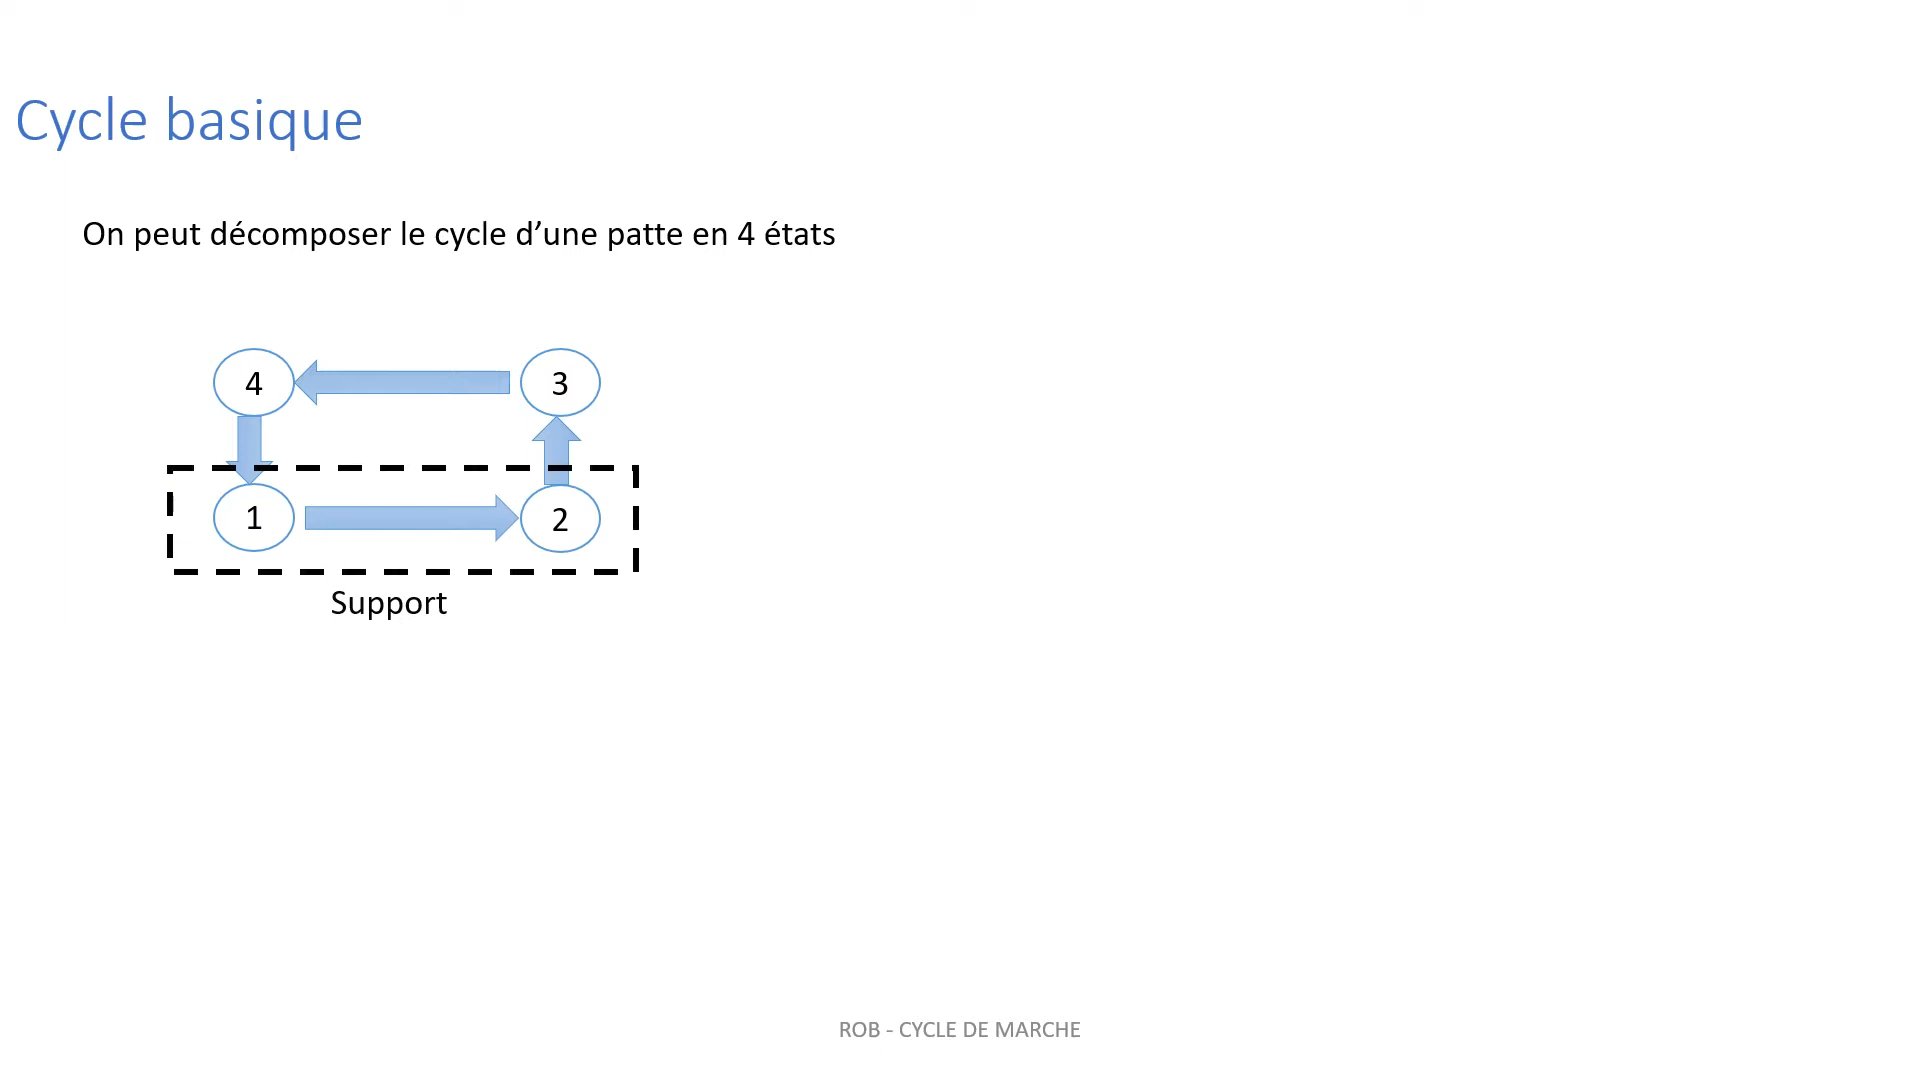 Cycle basique
On peut décomposer le cycle d’une patte en 4 états
4 3
1 2
Support
ROB - CYCLE DE MARCHE